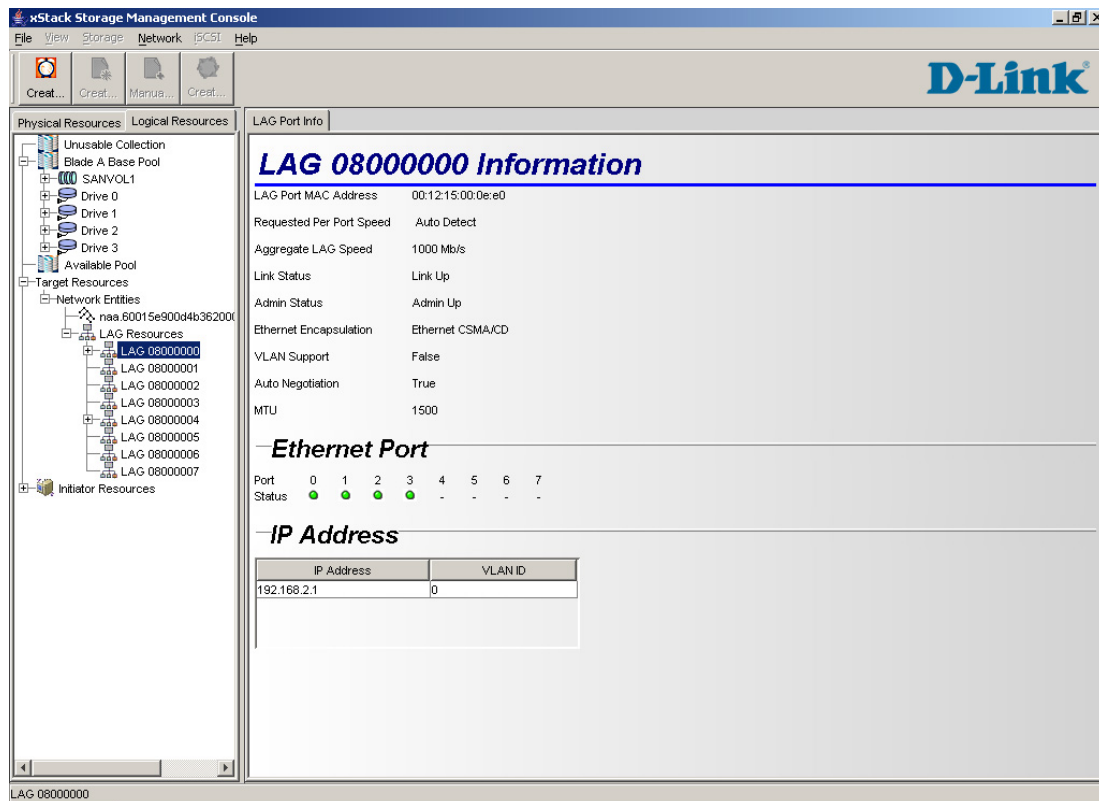 xStack Storage Management Console
File View Storage Network iSCSI Help
Creat... Creat... Manua... Creat...
D-Link®
Physical Resources Logical Resources
Unusable Collection
Blade A Base Pool
SANVOL1
Drive 0
Drive 1
Drive 2
Drive 3
Available Pool
Target Resources
Network Entities
naa.60015e900d4b36200
LAG Resources
LAG 08000000
LAG 08000001
LAG 08000002
LAG 08000003
LAG 08000004
LAG 08000005
LAG 08000006
LAG 08000007
Initiator Resources
LAG Port Info
LAG 08000000 Information
LAG Port MAC Address 00:12:15:00:0e:e0
Requested Per Port Speed Auto Detect
Aggregate LAG Speed 1000 Mb/s
Link Status Link Up
Admin Status Admin Up
Ethernet Encapsulation Ethernet CSMA/CD
VLAN Support False
Auto Negotiation True
MTU 1500
Ethernet Port
Port 0 1 2 3 4 5 6 7
Status - - - -
IP Address
IP Address VLAN ID
192.168.2.1 0
LAG 08000000